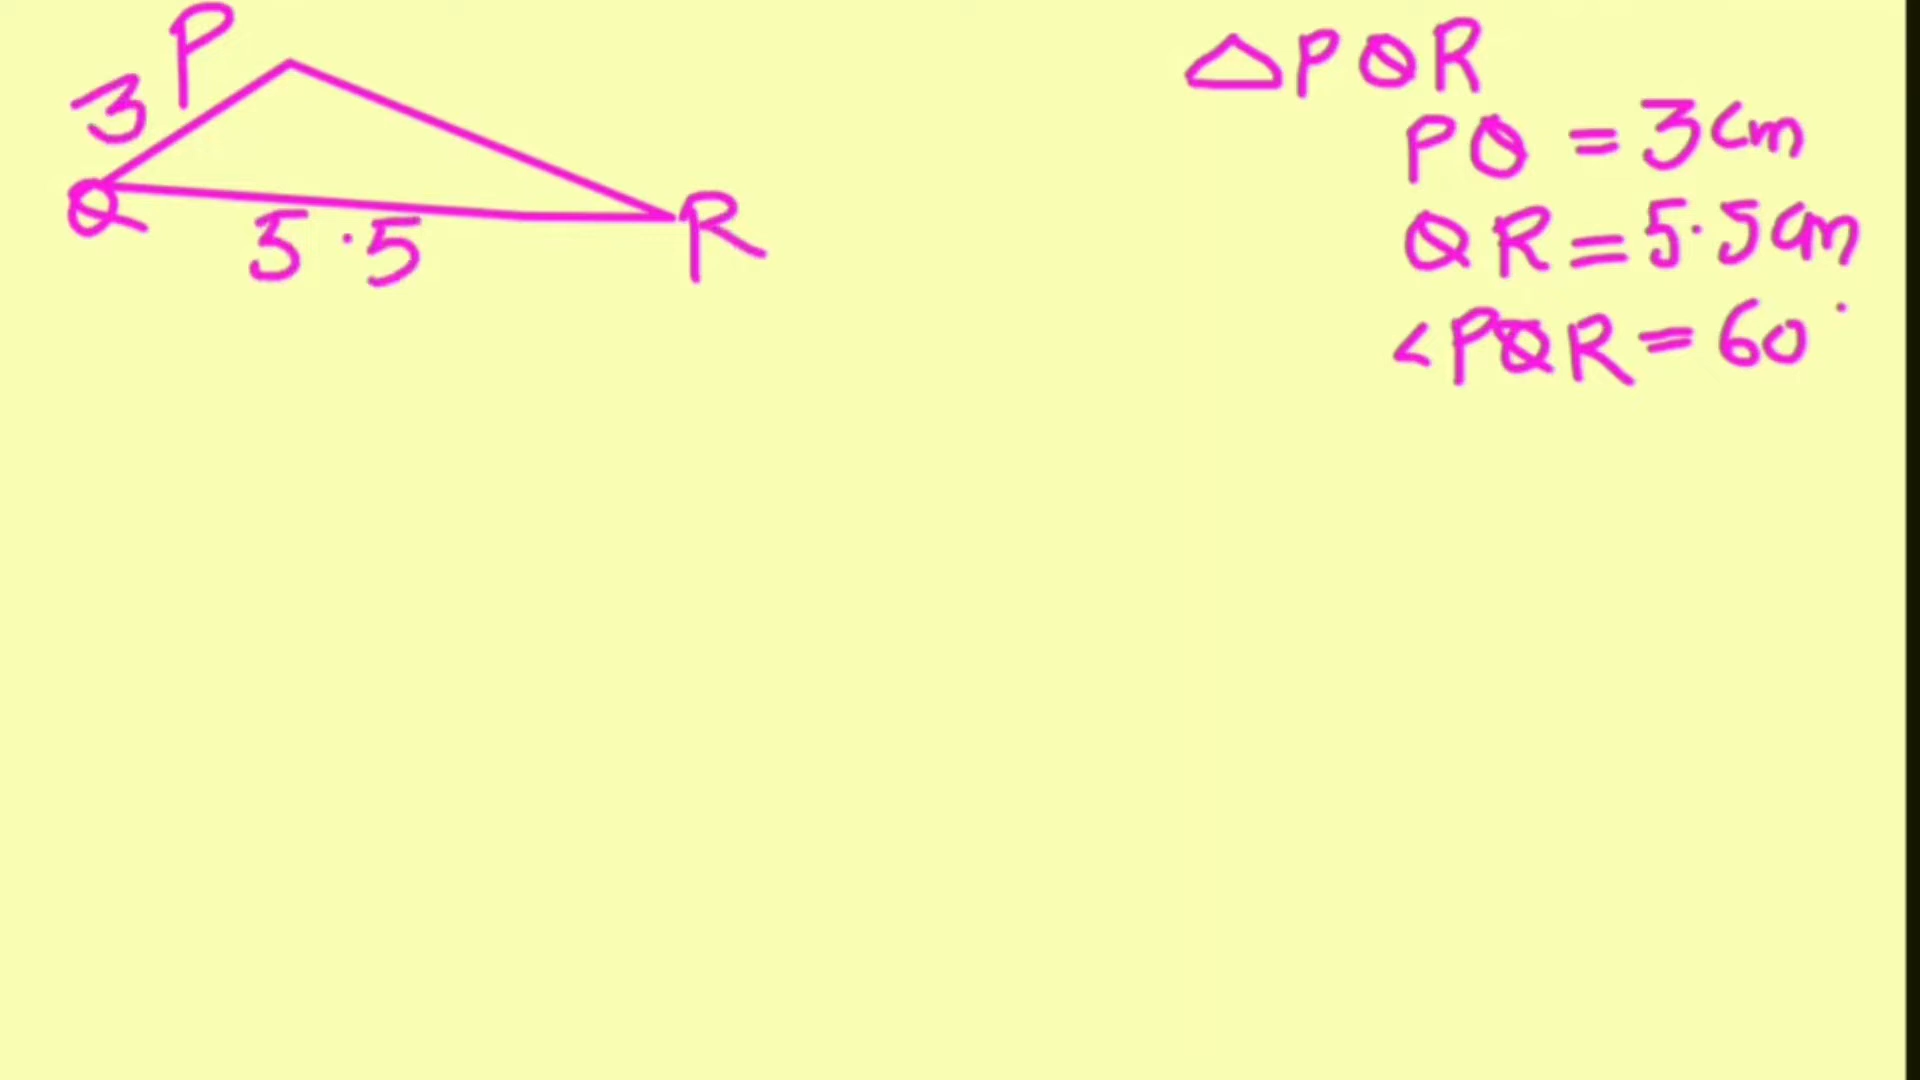 P
3
Q
5.5
R
△PQR
PQ = 3cm
QR = 5.5cm
<PQR = 60°